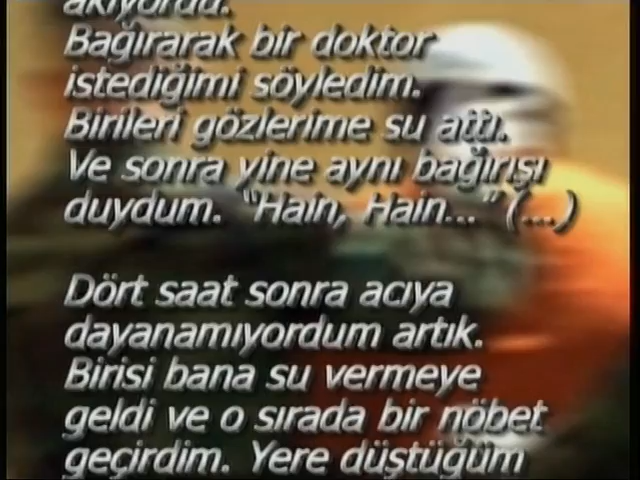 akıyordu.
Bağırarak bir doktor
istediğimi söyledim.
Birileri gözlerime su attı.
Ve sonra yine aynı bağırışı
duydum. "Hain, Hain..." (...)
Dört saat sonra acıya
dayanamıyordum artık.
Birisi bana su vermeye
geldi ve o sırada bir nöbet
geçirdim. Yere düştüğüm